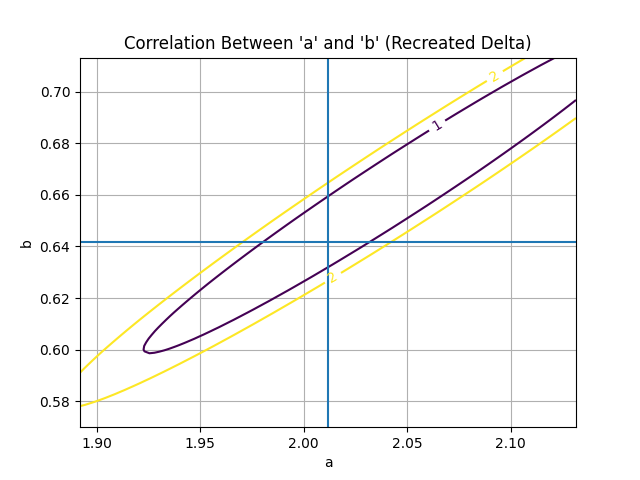 Correlation Between 'a' and 'b' (Recreated Delta)
0.70
0.68
0.66
0.64
0.62
0.60
0.58
b
2
1
2
1.90 1.95 2.00 2.05 2.10
a